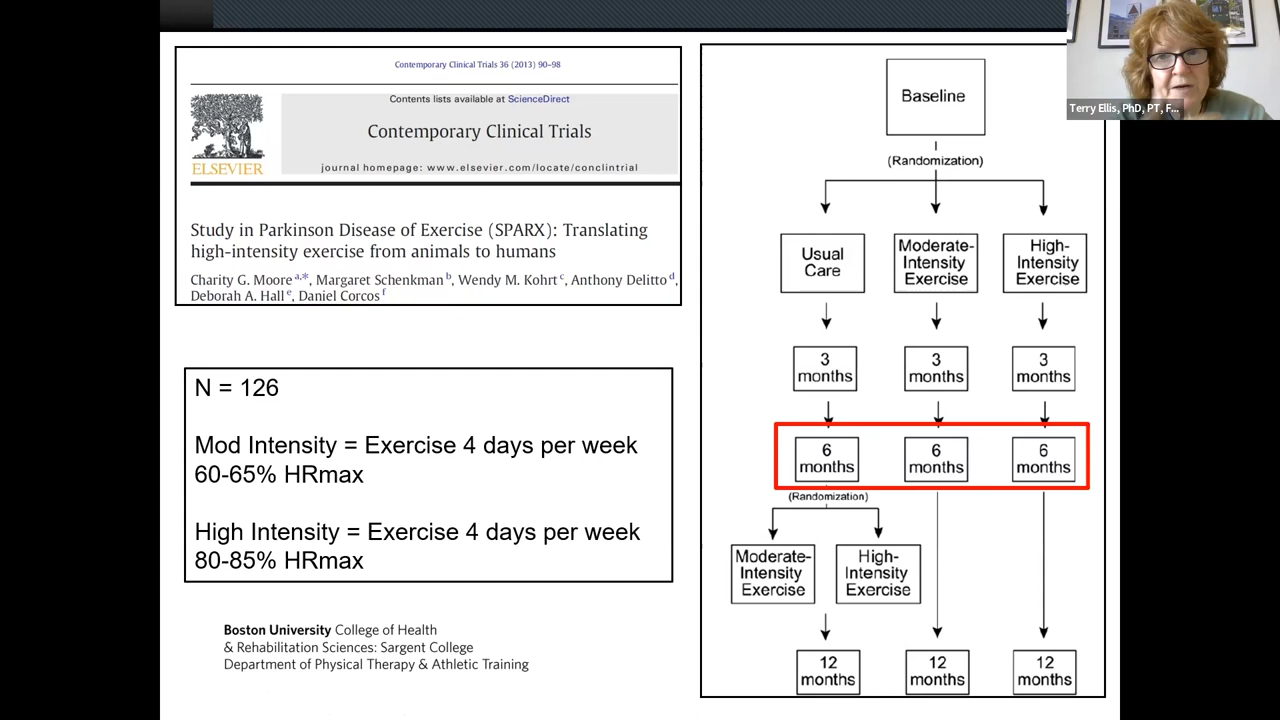 Contemporary Clinical Trials 36 (2013) 90–98
Contents lists available at ScienceDirect
Contemporary Clinical Trials
journal homepage: www.elsevier.com/locate/conclintrial
ELSEVIER
Study in Parkinson Disease of Exercise (SPARX): Translating
high-intensity exercise from animals to humans
Charity G. Moore a,*, Margaret Schenkman b, Wendy M. Kohrt c, Anthony Delitto d,
Deborah A. Hall e, Daniel Corcos f
N = 126
Mod Intensity = Exercise 4 days per week
60-65% HRmax
High Intensity = Exercise 4 days per week
80-85% HRmax
Boston University College of Health
& Rehabilitation Sciences: Sargent College
Department of Physical Therapy & Athletic Training
Baseline
(Randomization)
Usual
Care
Moderate-
Intensity
Exercise
High-
Intensity
Exercise
3
months
3
months
3
months
6
months
6
months
6
months
(Randomization)
Moderate-
Intensity
Exercise
High-
Intensity
Exercise
12
months
12
months
12
months
Terry Ellis, PhD, PT, F...